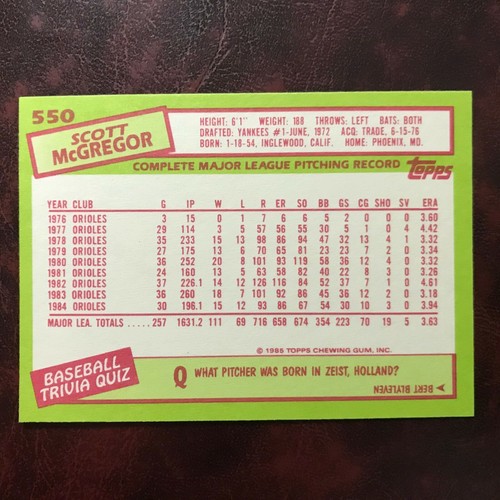 550
SCOTT
McGREGOR
HEIGHT: 6'1" WEIGHT: 188 THROWS: LEFT BATS: BOTH
DRAFTED: YANKEES #1-JUNE, 1972 ACQ: TRADE, 6-15-76
BORN: 1-18-54, INGLEWOOD, CALIF. HOME: PHOENIX, MD.
COMPLETE MAJOR LEAGUE PITCHING RECORD topps
YEAR CLUB G IP W L R ER SO BB GS CG SHO SV ERA
1976 ORIOLES 3 15 0 1 7 6 6 5 2 0 0 0 3.60
1977 ORIOLES 29 114 3 5 57 56 55 30 5 1 0 4 4.42
1978 ORIOLES 35 233 15 13 98 86 94 47 32 13 4 1 3.32
1979 ORIOLES 27 175 13 6 70 65 81 23 23 7 2 0 3.34
1980 ORIOLES 36 252 20 8 101 93 119 58 36 12 4 0 3.32
1981 ORIOLES 24 160 13 5 63 58 82 40 22 8 3 0 3.26
1982 ORIOLES 37 226.1 14 12 126 116 84 52 37 7 1 0 4.61
1983 ORIOLES 36 260 18 7 101 92 86 45 36 12 2 0 3.18
1984 ORIOLES 30 196.1 15 12 93 86 67 54 30 10 3 0 3.94
MAJOR LEA. TOTALS ..... 257 1631.2 111 69 716 658 674 354 223 70 19 5 3.63
© 1985 TOPPS CHEWING GUM, INC.
BASEBALL
TRIVIA QUIZ
Q WHAT PITCHER WAS BORN IN ZEIST, HOLLAND?
A BERT BLYLEVEN